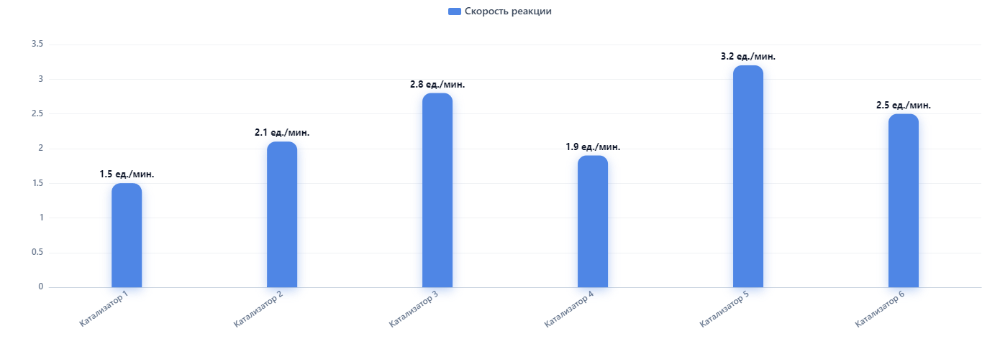 Скорость реакции
3.5
3
2.5
2
1.5
1
0.5
0
1.5 ед./мин.
2.1 ед./мин.
2.8 ед./мин.
1.9 ед./мин.
3.2 ед./мин.
2.5 ед./мин.
Катализатор 1
Катализатор 2
Катализатор 3
Катализатор 4
Катализатор 5
Катализатор 6